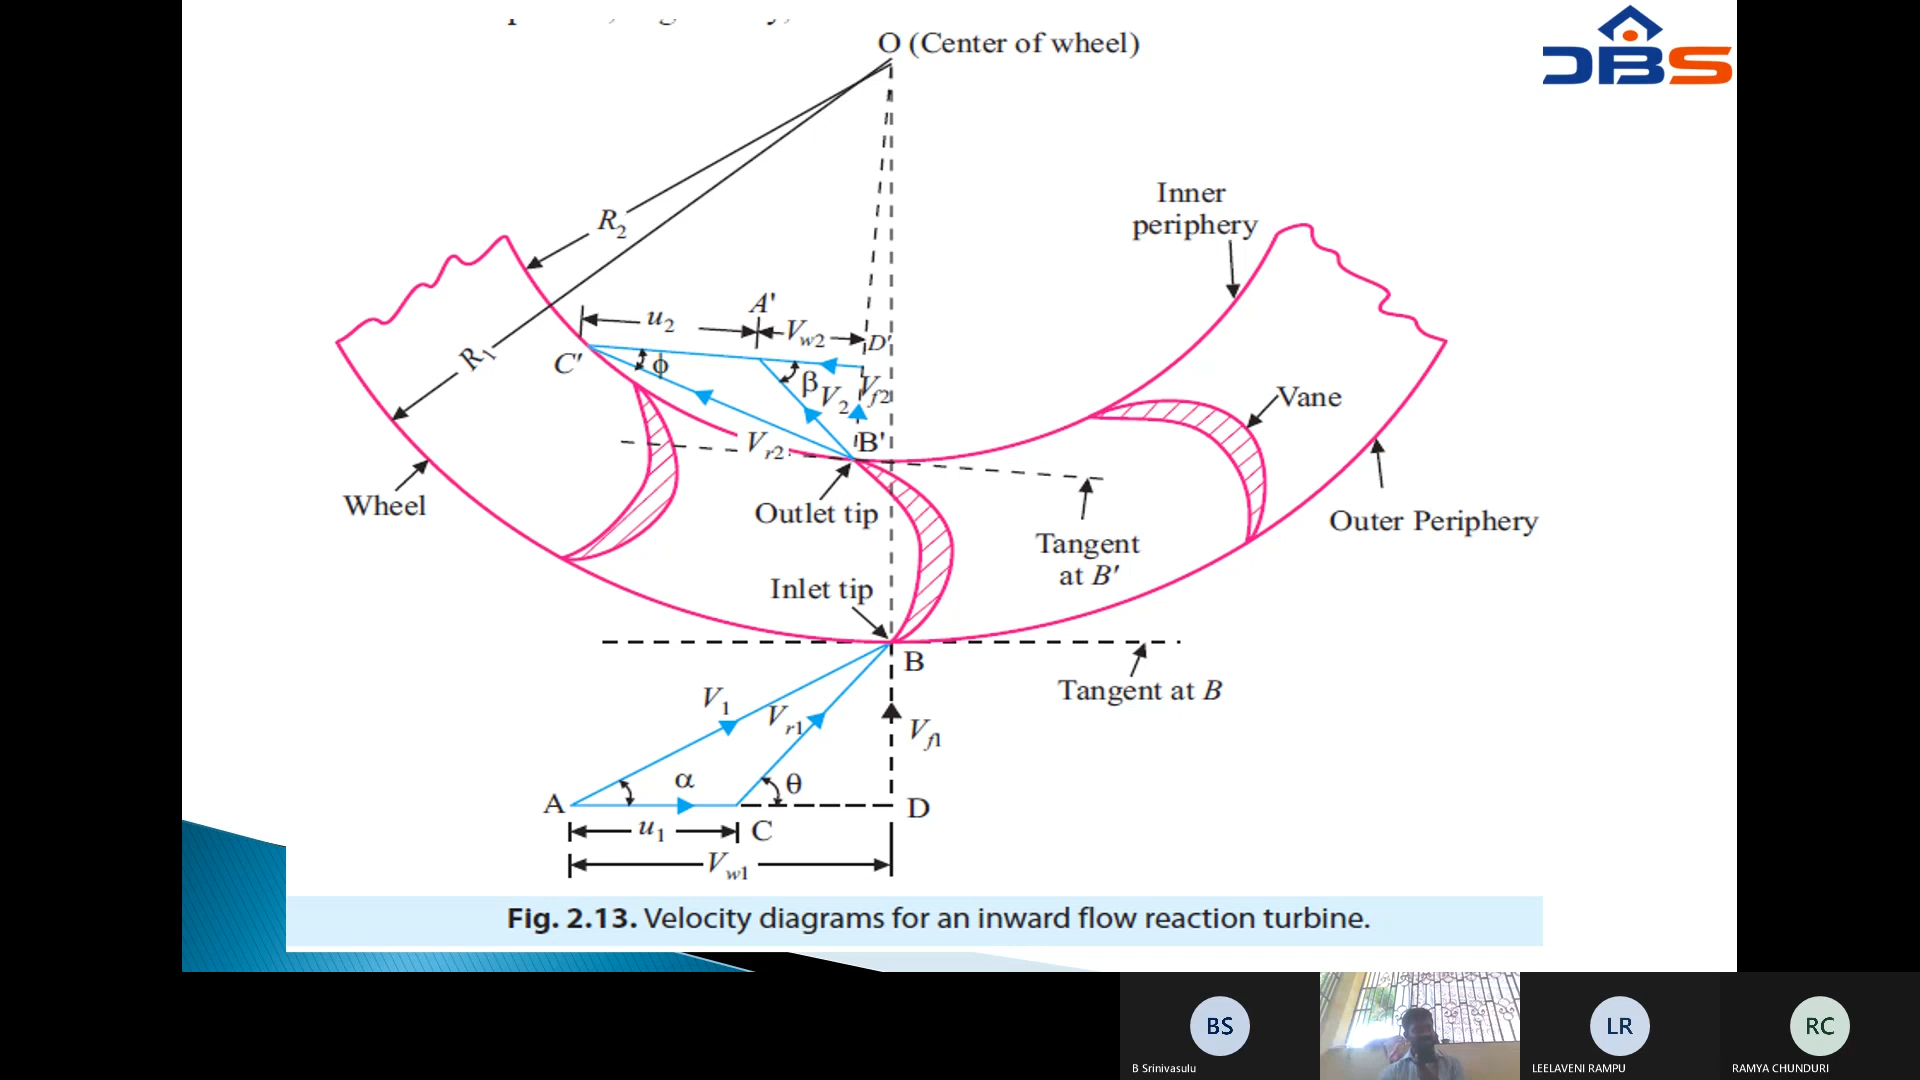 O (Center of wheel)
JBS
Inner
periphery
R2
A'
u2
Vw2
D'
R1
C'
ϕ
β
V2
Vf2
Vane
B'
Vr2
Wheel
Outlet tip
Outer Periphery
Tangent
at B'
Inlet tip
B
Tangent at B
V1
Vr1
Vf1
α
θ
A
D
u1
C
Vw1
Fig. 2.13. Velocity diagrams for an inward flow reaction turbine.
BS
LR
RC
B Srinivasulu
LEELAVENI RAMPU
RAMYA CHUNDURI